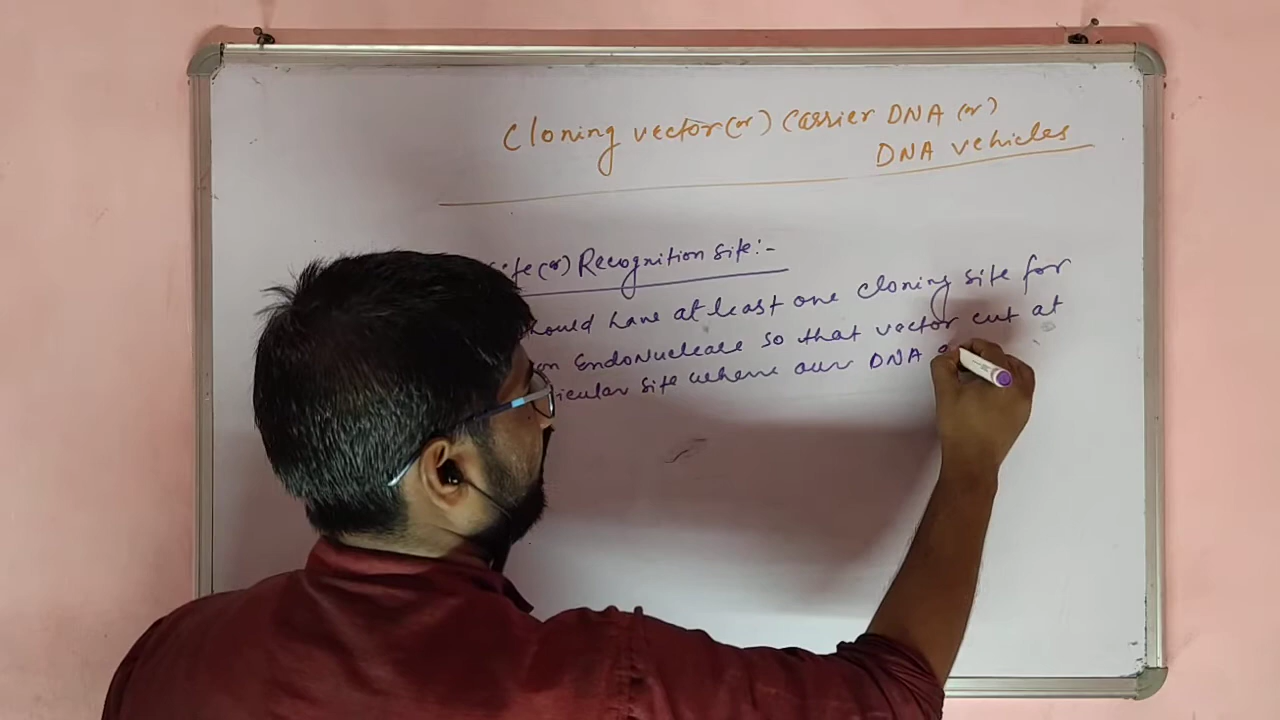 Cloning vector (or) Carrier DNA (or)
DNA vehicles
site (or) Recognition site:-
should have at least one cloning site for
EndoNuclease so that vector cut at
site where our DNA